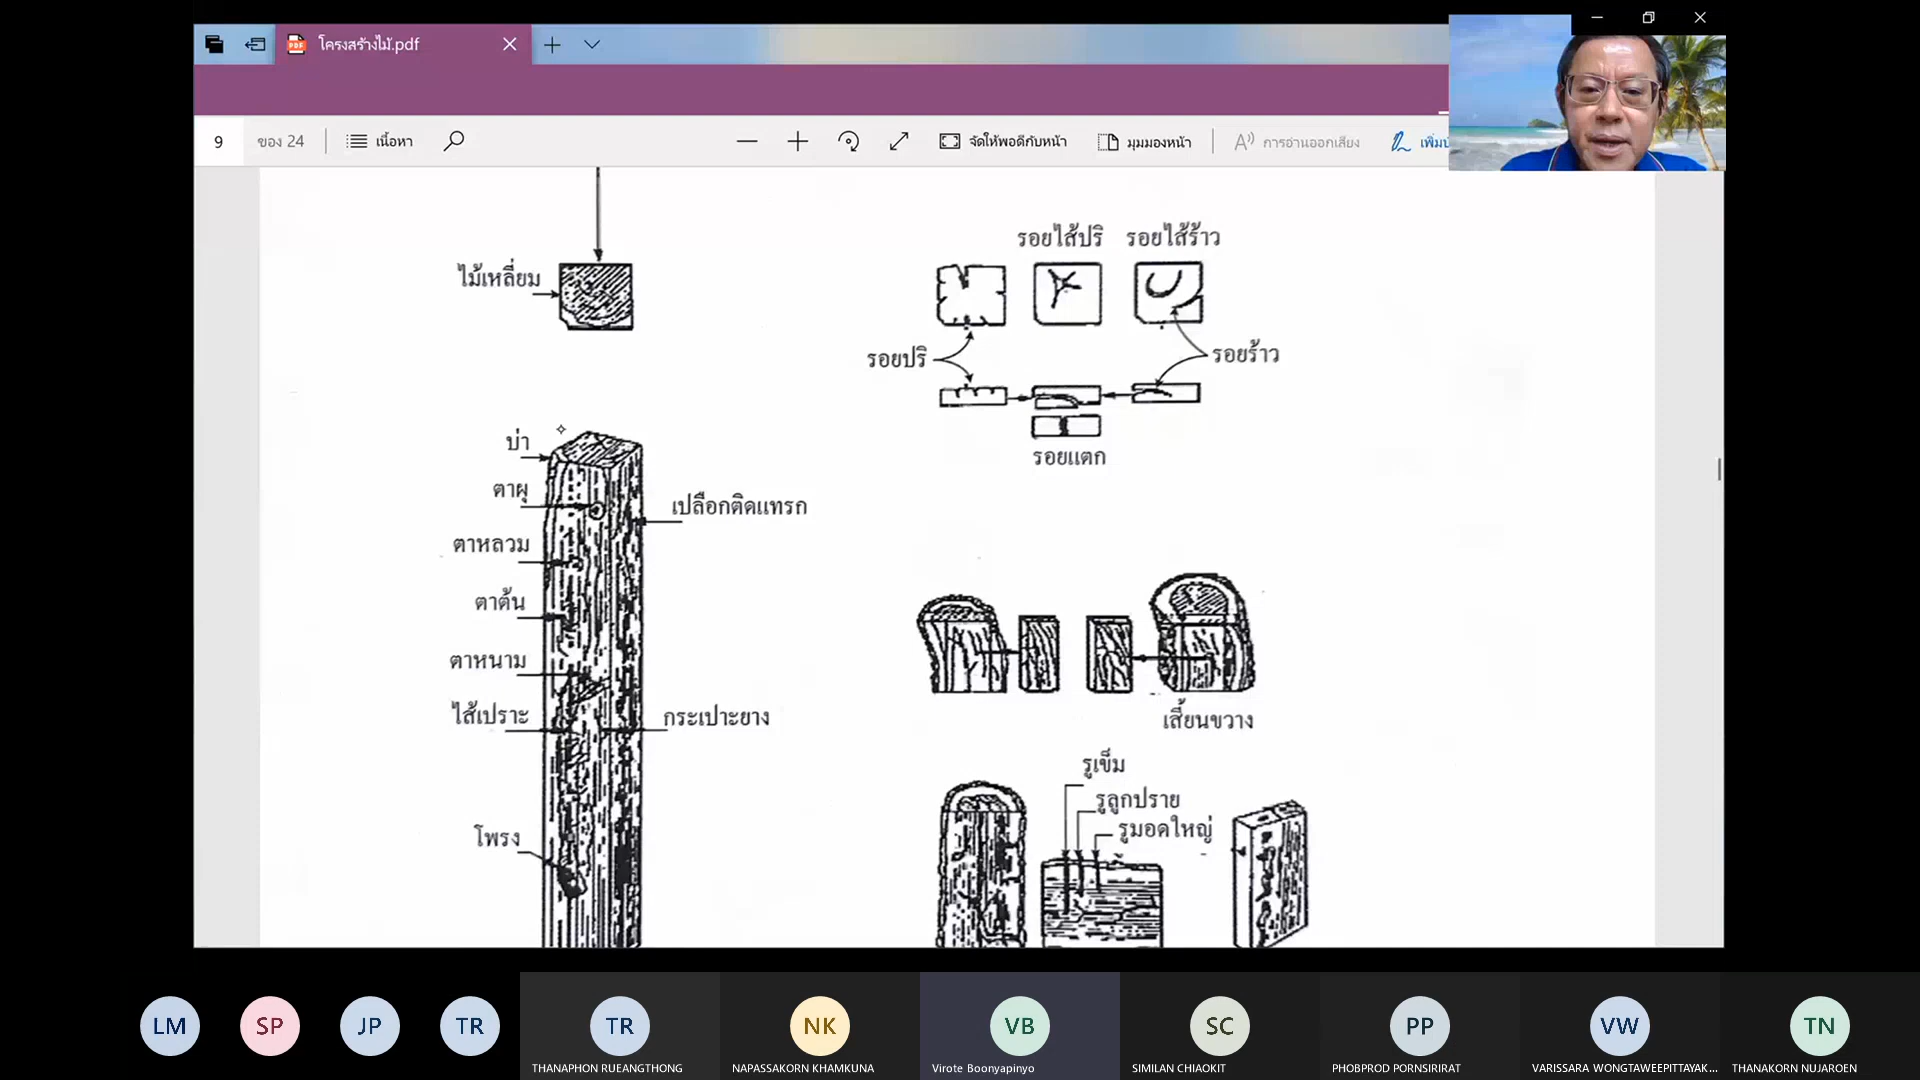 โครงสร้างไม้.pdf
9 ของ 24 เนื้อหา จัดให้พอดีกับหน้า มุมมองหน้า A การอ่านออกเสียง
รอยไส้ปริ รอยไส้ร้าว
ไม้เหลี่ยม
รอยปริ รอยร้าว
บ่า
รอยแตก
ตาผุ
เปลือกติดแทรก
ตาหลวม
ตาตัน
ตาหนาม
ไส้เปราะ กระเปาะยาง
เสี้ยนขวาง
รูเข็ม
รูลูกปราย
รูมอดใหญ่
โพรง
LM SP JP TR TR NK VB SC PP VW TN
THANAPHON RUEANGTHONG NAPASSAKORN KHAMKUNA Virote Boonyapinyo SIMILAN CHIAOKIT PHOBPROD PORNSIRIRAT VARISSARA WONGTAWEEPITTAYAK... THANAKORN NUJAROEN